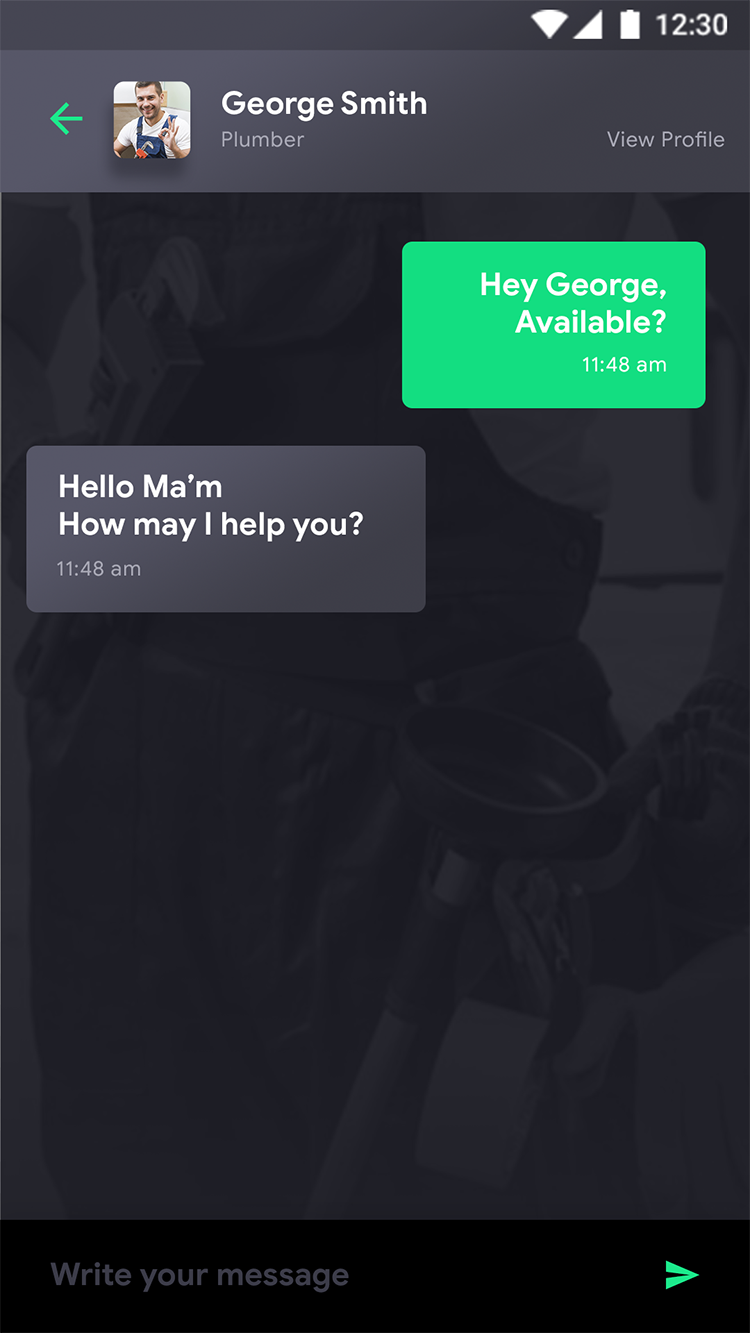 12:30
George Smith
Plumber
View Profile
Hey George,
Available?
11:48 am
Hello Ma’m
How may I help you?
11:48 am
Write your message